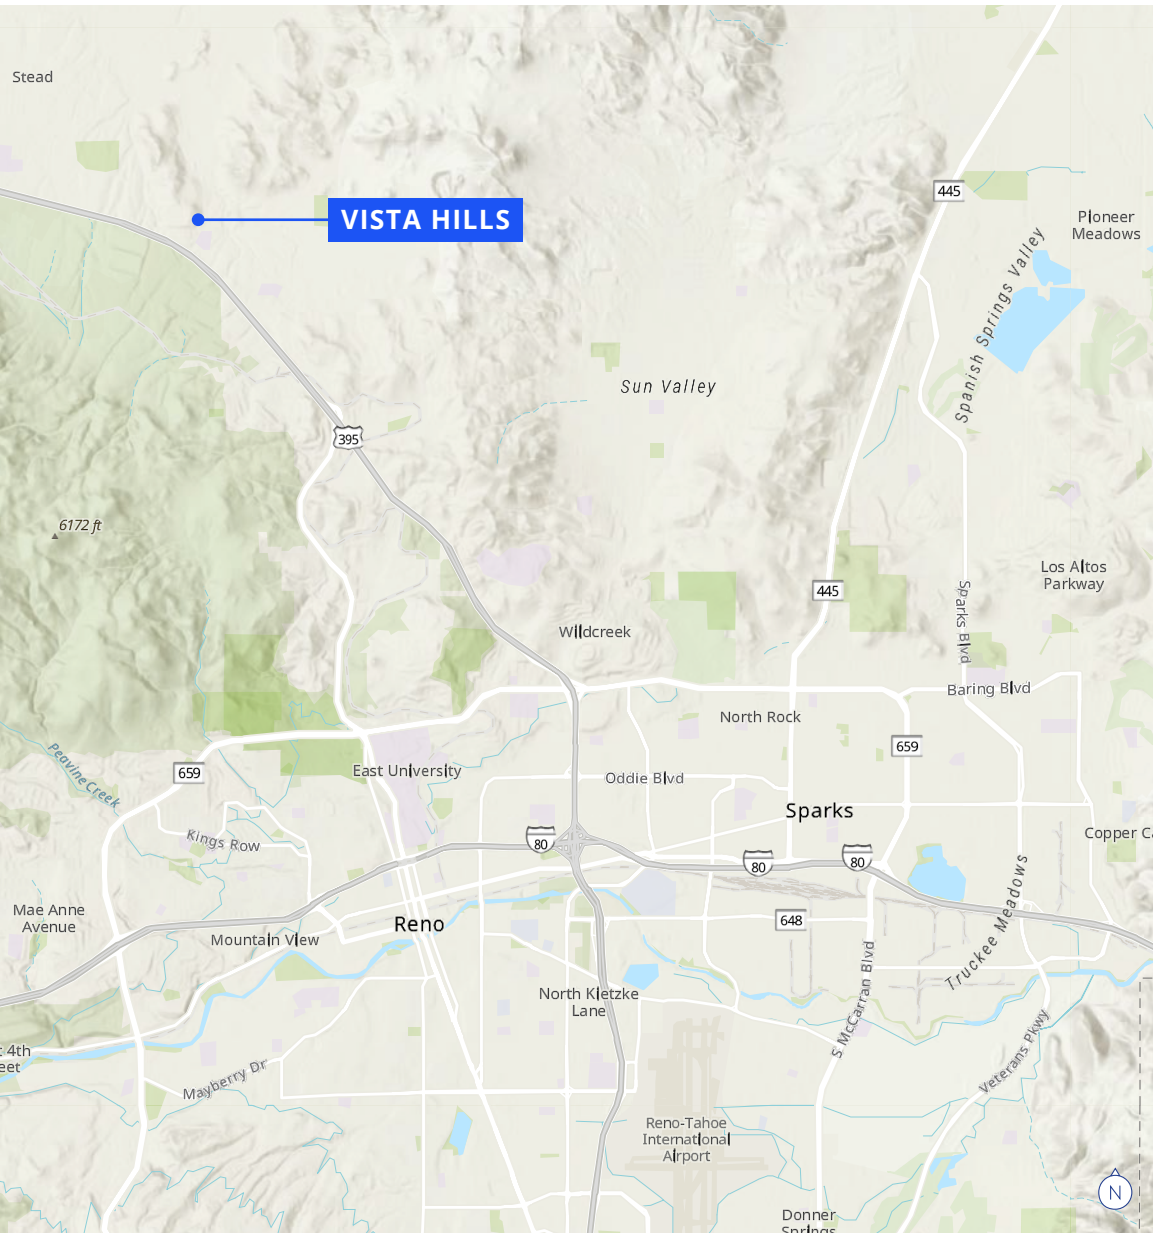 Stead
445
VISTA HILLS
Pioneer
Meadows
Spanish Springs Valley
Sun Valley
395
6172 ft
Los Altos
Parkway
445
Sparks Blvd
Wildcreek
Baring Blvd
North Rock
659
Peavine Creek
659
East University
Oddie Blvd
Sparks
Kings Row
80
80
80
Copper Ca
Mae Anne
Avenue
Reno
648
Mountain View
Truckee Meadows
S McCarran Blvd
North Kietzke
Lane
t 4th
eet
Mayberry Dr
Veterans Pkwy
Reno-Tahoe
International
Airport
N
Donner
Springs